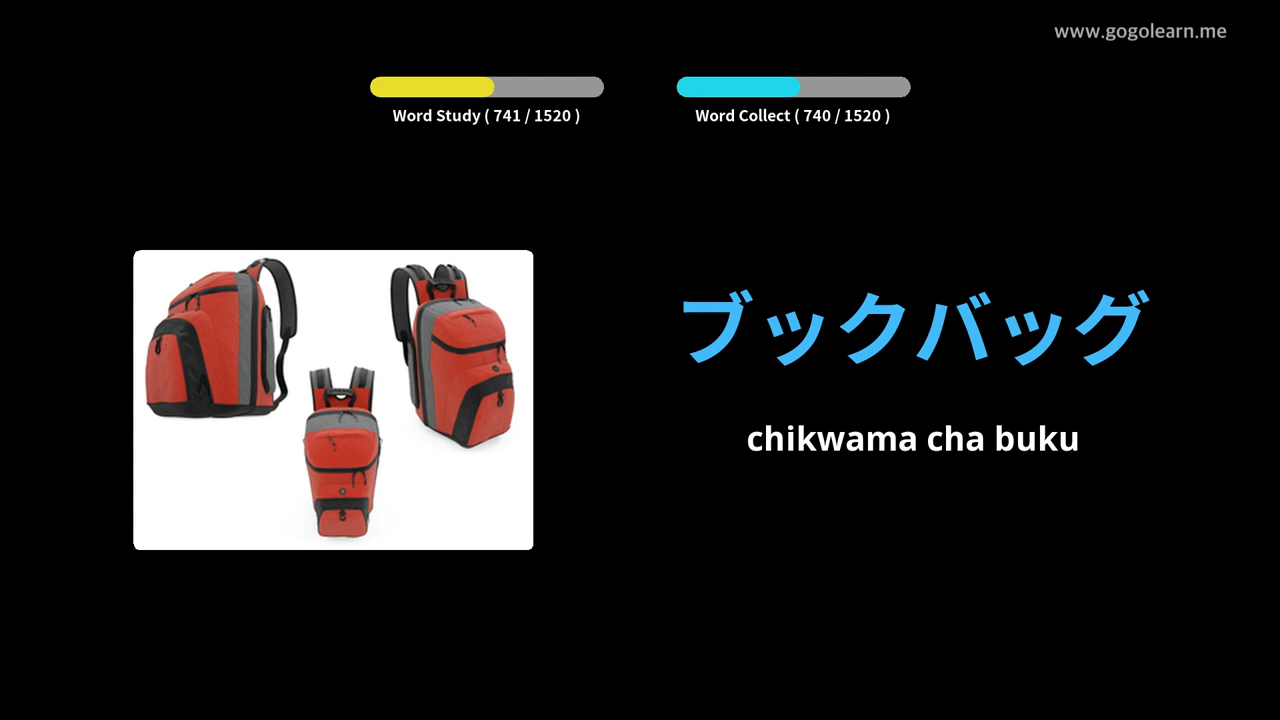 www.gogolearn.me
Word Study ( 741 / 1520 )
Word Collect ( 740 / 1520 )
ブックバッグ
chikwama cha buku